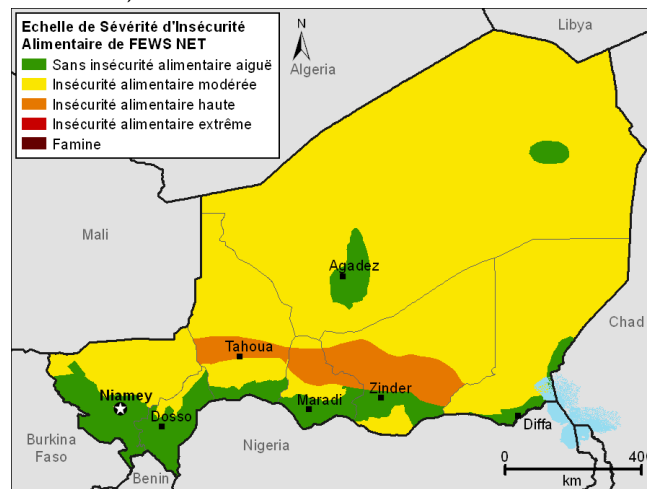 Echelle de Sévérité d'Insécurité
Alimentaire de FEWS NET
Sans insécurité alimentaire aiguë
Insécurité alimentaire modérée
Insécurité alimentaire haute
Insécurité alimentaire extrême
Famine
N
Libya
Algeria
Mali
Agadez
Chad
Tahoua
Zinder
Maradi
Niamey
Dosso
Diffa
Burkina
Faso
Nigeria
Benin
0 400
km